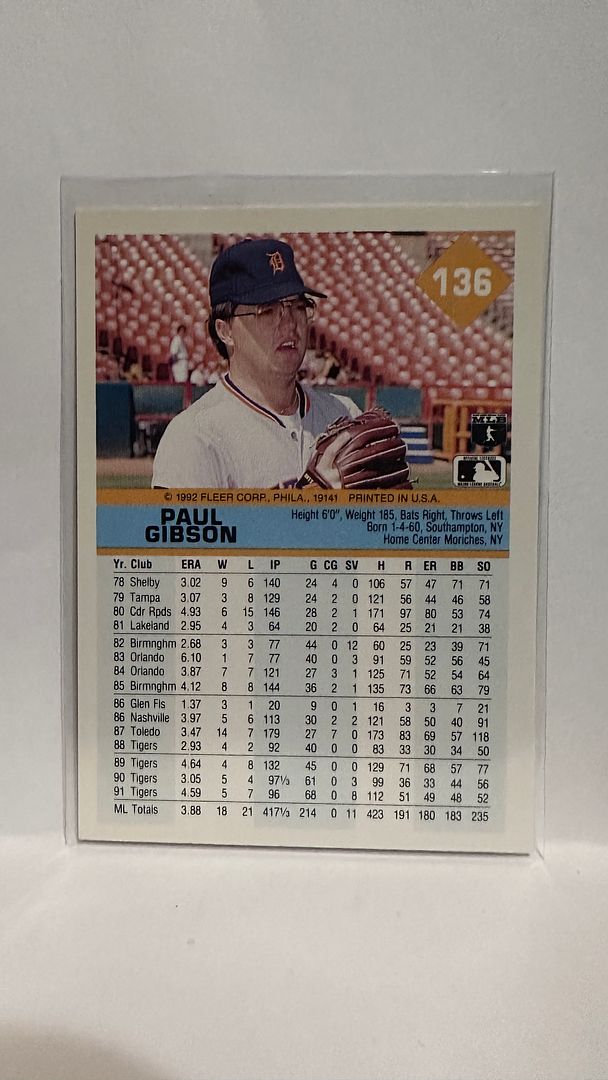 D
136
MLB
© 1992 FLEER CORP., PHILA., 19141 PRINTED IN U.S.A.
PAUL
GIBSON
Height 6'0", Weight 185, Bats Right, Throws Left
Born 1-4-60, Southampton, NY
Home Center Moriches, NY
Yr. Club ERA W L IP G CG SV H R ER BB SO
78 Shelby 3.02 9 6 140 24 4 0 106 57 47 71 71
79 Tampa 3.07 3 8 129 24 2 0 121 56 44 46 58
80 Cdr Rpds 4.93 6 15 146 28 2 1 171 97 80 53 74
81 Lakeland 2.95 4 3 64 20 2 0 64 25 21 21 38
82 Birmnghm 2.68 3 3 77 44 0 12 60 25 23 39 71
83 Orlando 6.10 1 7 77 40 0 3 91 59 52 56 45
84 Orlando 3.87 7 7 121 27 3 1 125 71 52 54 64
85 Birmnghm 4.12 8 8 144 36 2 1 135 73 66 63 79
86 Glen Fls 1.37 3 1 20 9 0 1 16 3 3 7 21
86 Nashville 3.97 5 6 113 30 2 2 121 58 50 40 91
87 Toledo 3.47 14 7 179 27 7 0 173 83 69 57 118
88 Tigers 2.93 4 2 92 40 0 0 83 33 30 34 50
89 Tigers 4.64 4 8 132 45 0 0 129 71 68 57 77
90 Tigers 3.05 5 4 97⅓ 61 0 3 99 36 33 44 56
91 Tigers 4.59 5 7 96 68 0 8 112 51 49 48 52
ML Totals 3.88 18 21 417⅓ 214 0 11 423 191 180 183 235